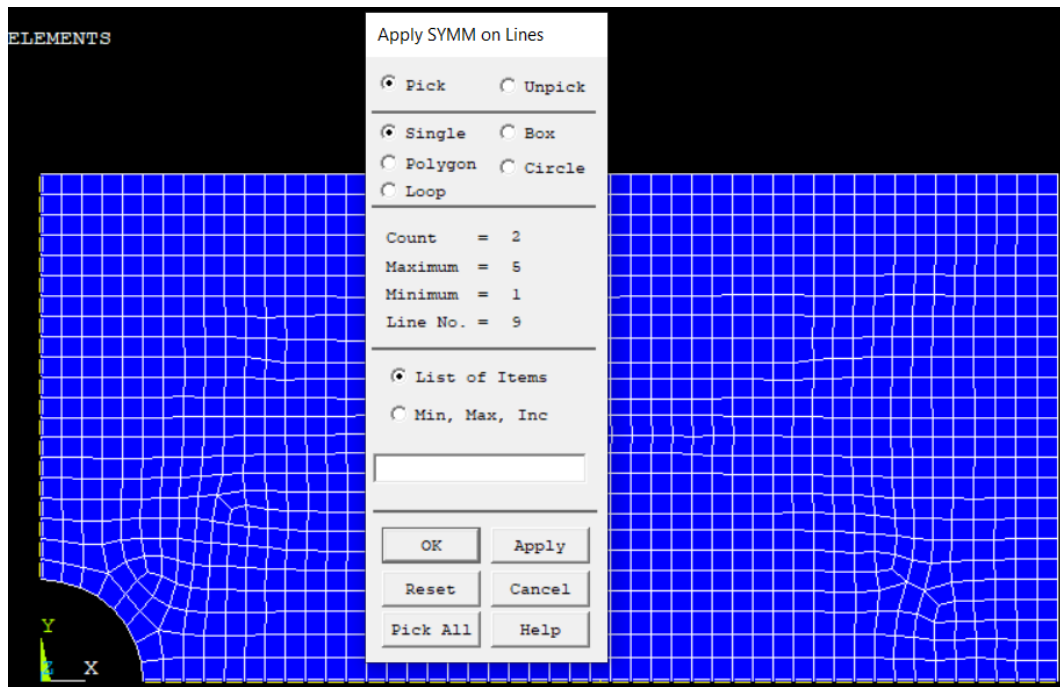 ELEMENTS
Apply SYMM on Lines
Pick Unpick
Single Box
Polygon Circle
Loop
Count = 2
Maximum = 5
Minimum = 1
Line No. = 9
List of Items
Min, Max, Inc
OK Apply
Reset Cancel
Pick All Help
Y
Z X